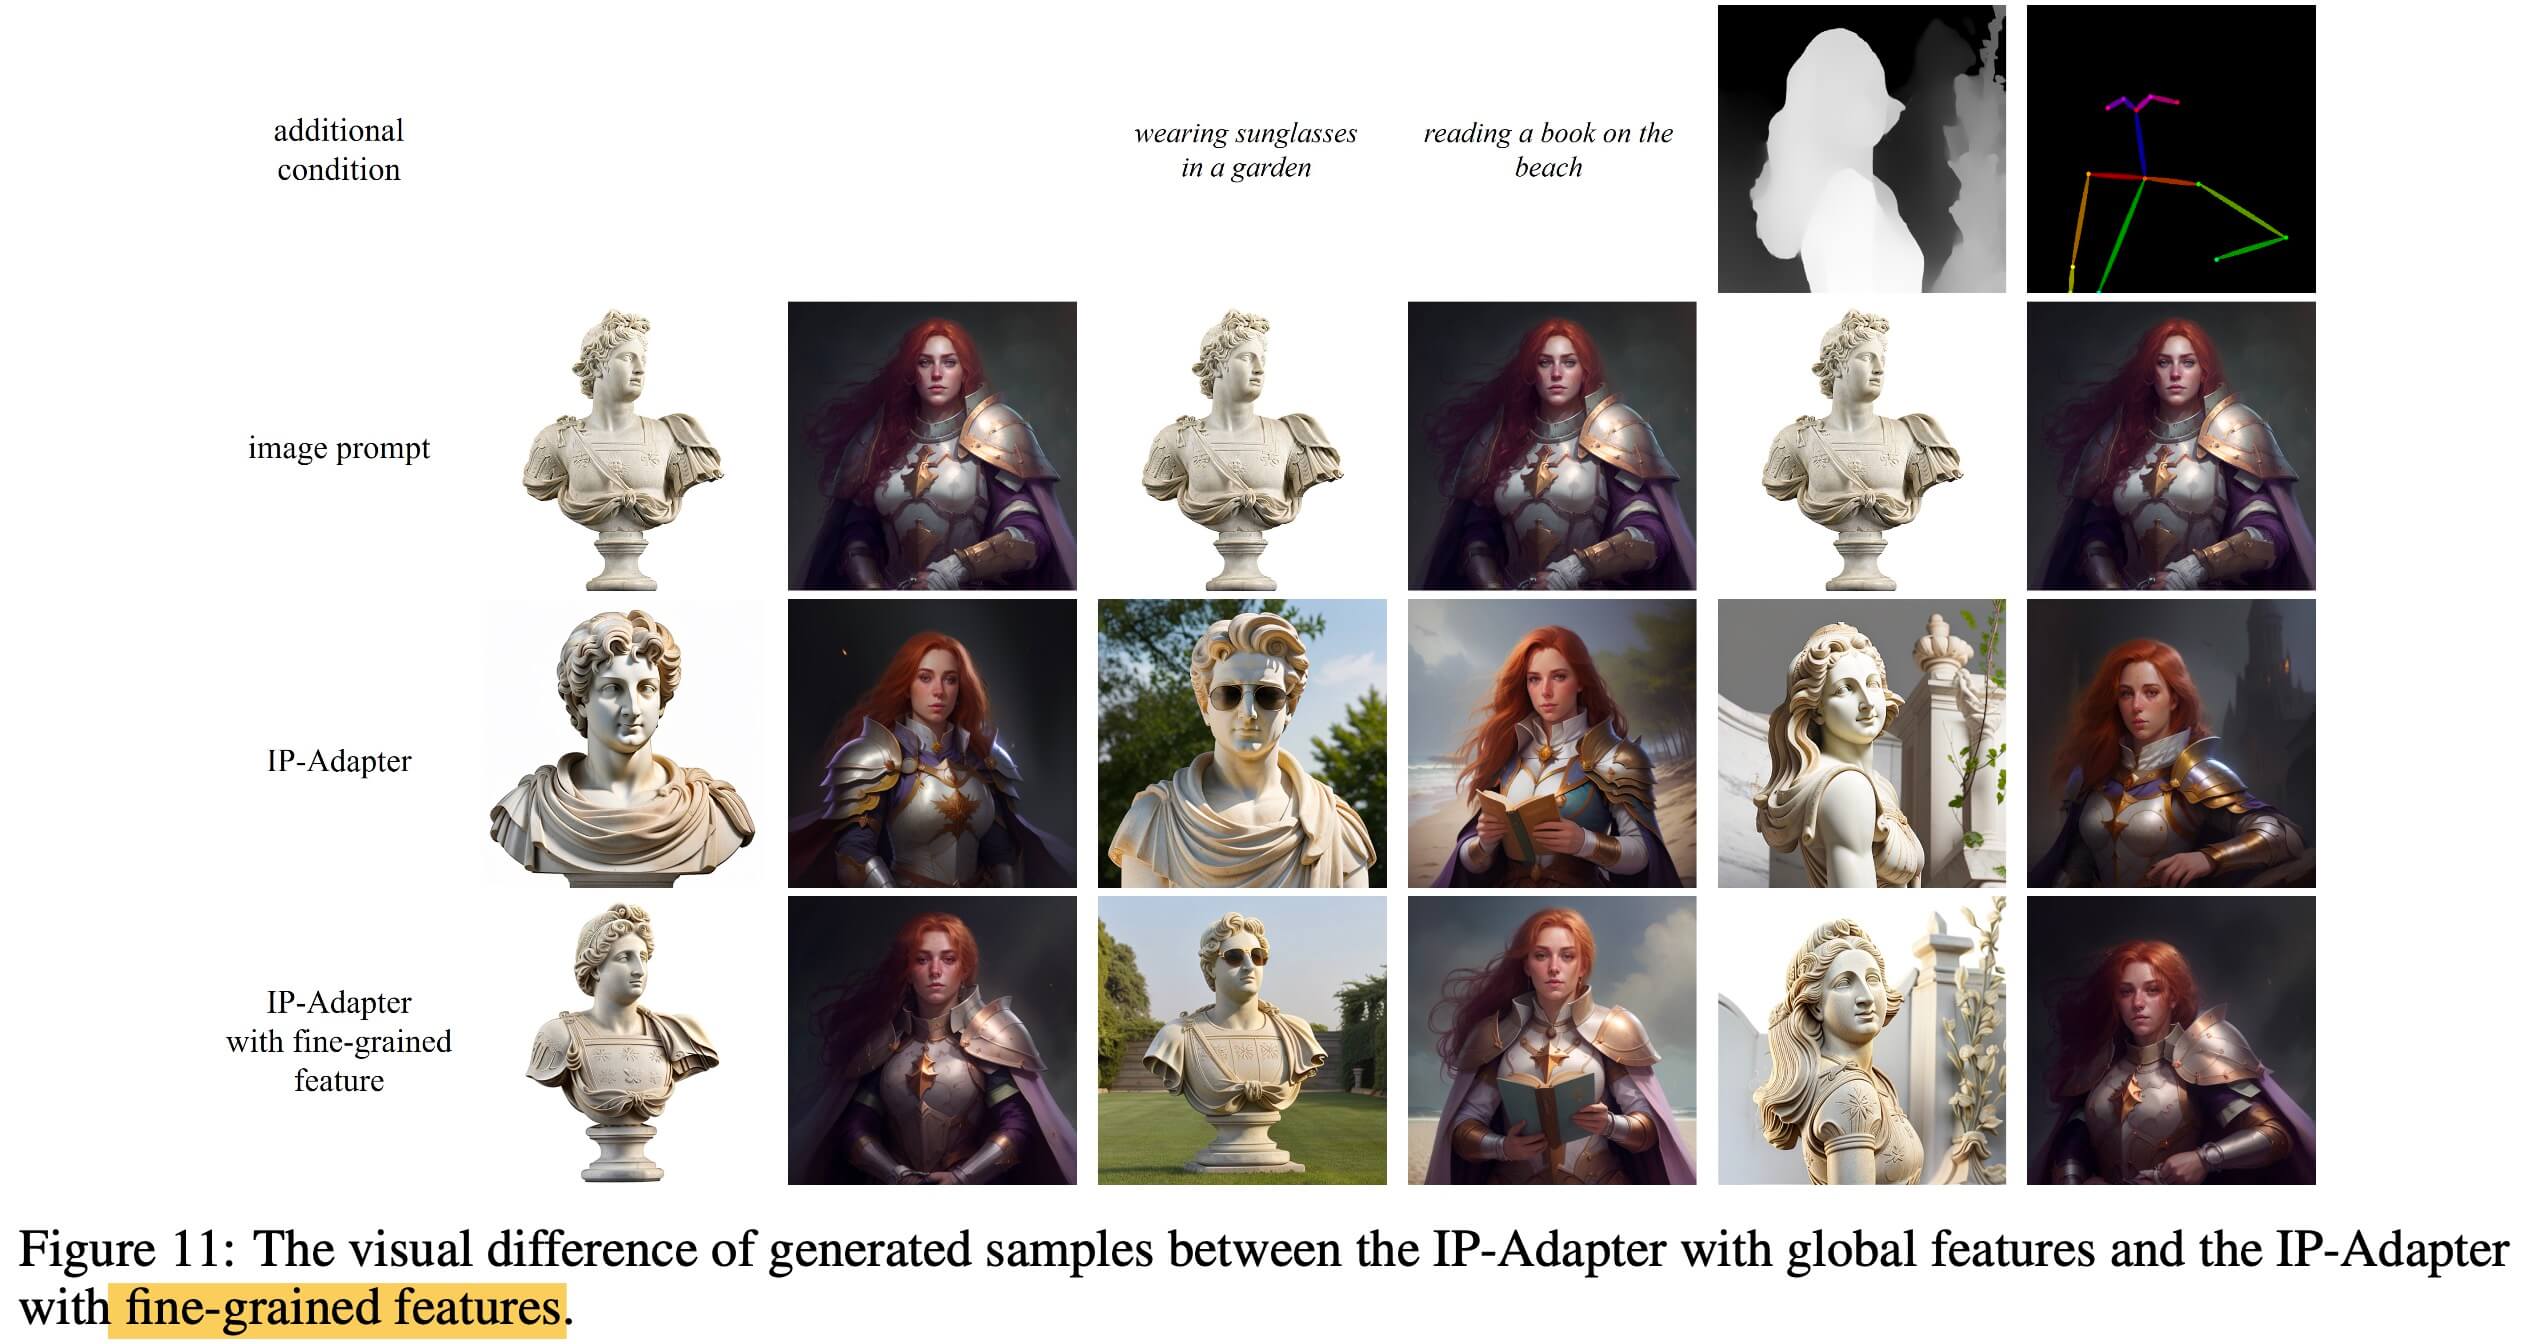 additional
condition
wearing sunglasses
in a garden
reading a book on the
beach
image prompt
IP-Adapter
IP-Adapter
with fine-grained
feature
Figure 11: The visual difference of generated samples between the IP-Adapter with global features and the IP-Adapter
with fine-grained features.